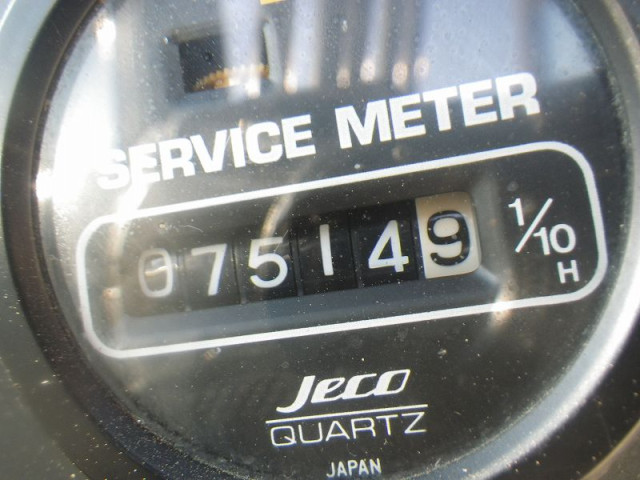 SERVICE METER
075149 1/10 H
Jeco
QUARTZ
JAPAN